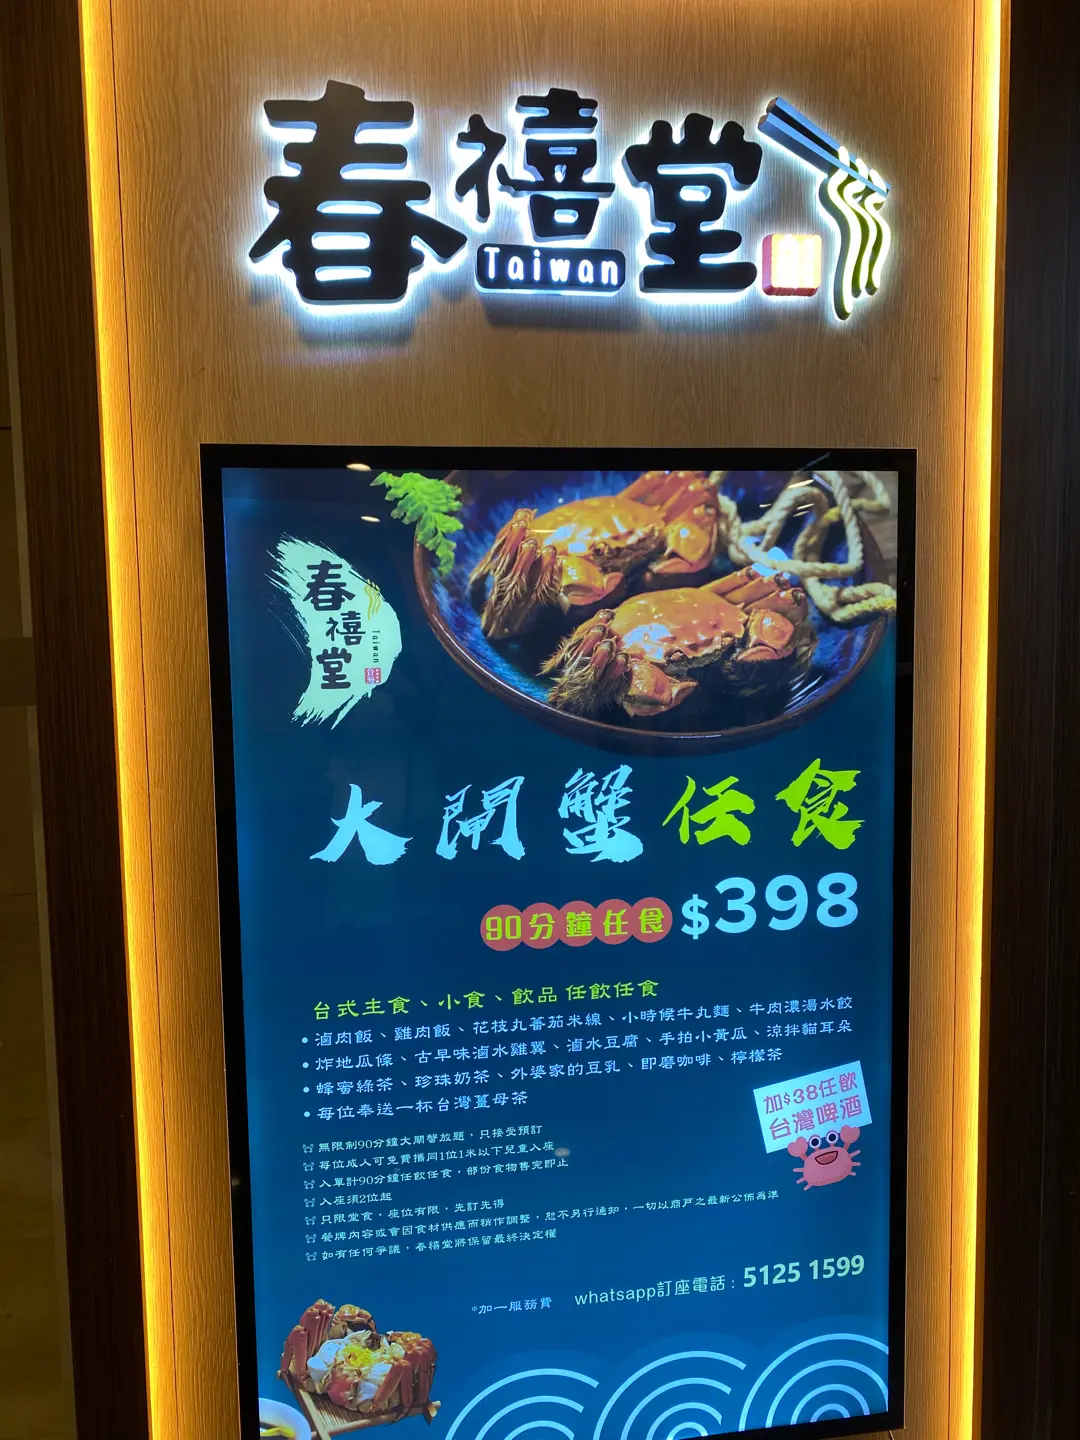 春禧堂
Taiwan
春禧堂
Taiwan
大閘蟹任食
90分鐘任食 $398
台式主食、小食、飲品 任飲任食
• 滷肉飯、雞肉飯、花枝丸蕃茄米線、小時候牛丸麵、牛肉濃湯水餃
• 炸地瓜條、古早味滷水雞翼、滷水豆腐、手拍小黃瓜、涼拌貓耳朵
• 蜂蜜綠茶、珍珠奶茶、外婆家的豆乳、即磨咖啡、檸檬茶
• 每位奉送一杯台灣薑母茶
加$38任飲
台灣啤酒
無限制90分鐘大閘蟹放題，只接受預訂
每位成人可免費攜同1位1米以下兒童入座
入單計90分鐘任飲任食，部份食物售完即止
入座須2位起
只限堂食，座位有限，先訂先得
餐牌內容或會因食材供應而稍作調整，恕不另行通知，一切以商戶之最新公佈為準
如有任何爭議，春禧堂將保留最終決定權
*加一服務費 whatsapp訂座電話：5125 1599